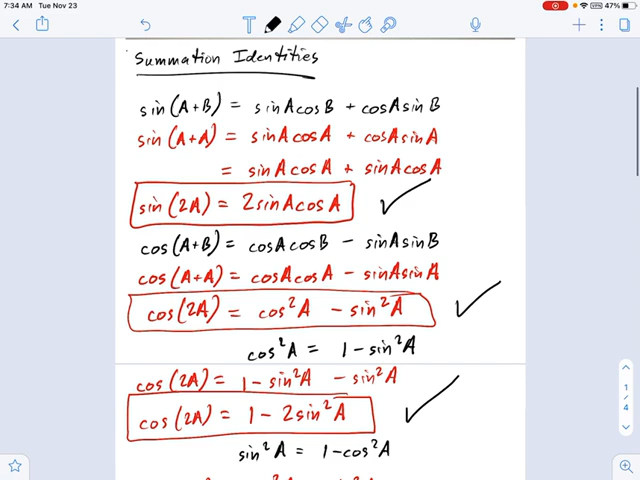 7:34 AM Tue Nov 23
47%
Summation Identities
sin(A+B) = sinAcosB + cosAsinB
sin(A+A) = sinAcosA + cosAsinA
= sinAcosA + sinAcosA
sin(2A) = 2sinAcosA
cos(A+B) = cosAcosB - sinAsinB
cos(A+A) = cosAcosA - sinAsinA
cos(2A) = cos²A - sin²A
cos²A = 1 - sin²A
cos(2A) = 1 - sin²A - sin²A
cos(2A) = 1 - 2sin²A
sin²A = 1 - cos²A
1
/ 4